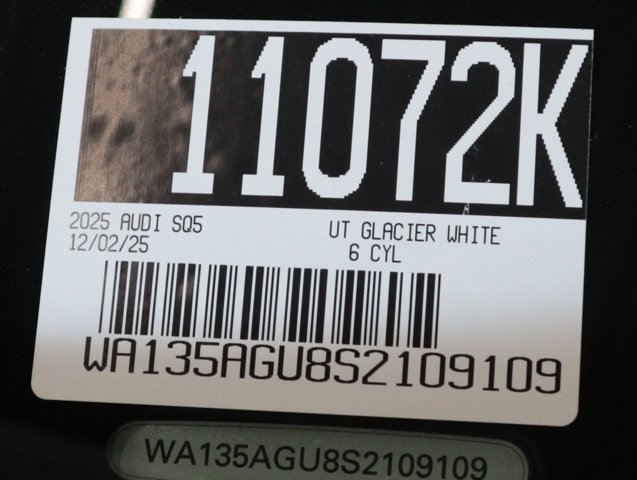 11072K
2025 AUDI SQ5 UT GLACIER WHITE
12/02/25 6 CYL
WA135AGU8S2109109
WA135AGU8S2109109